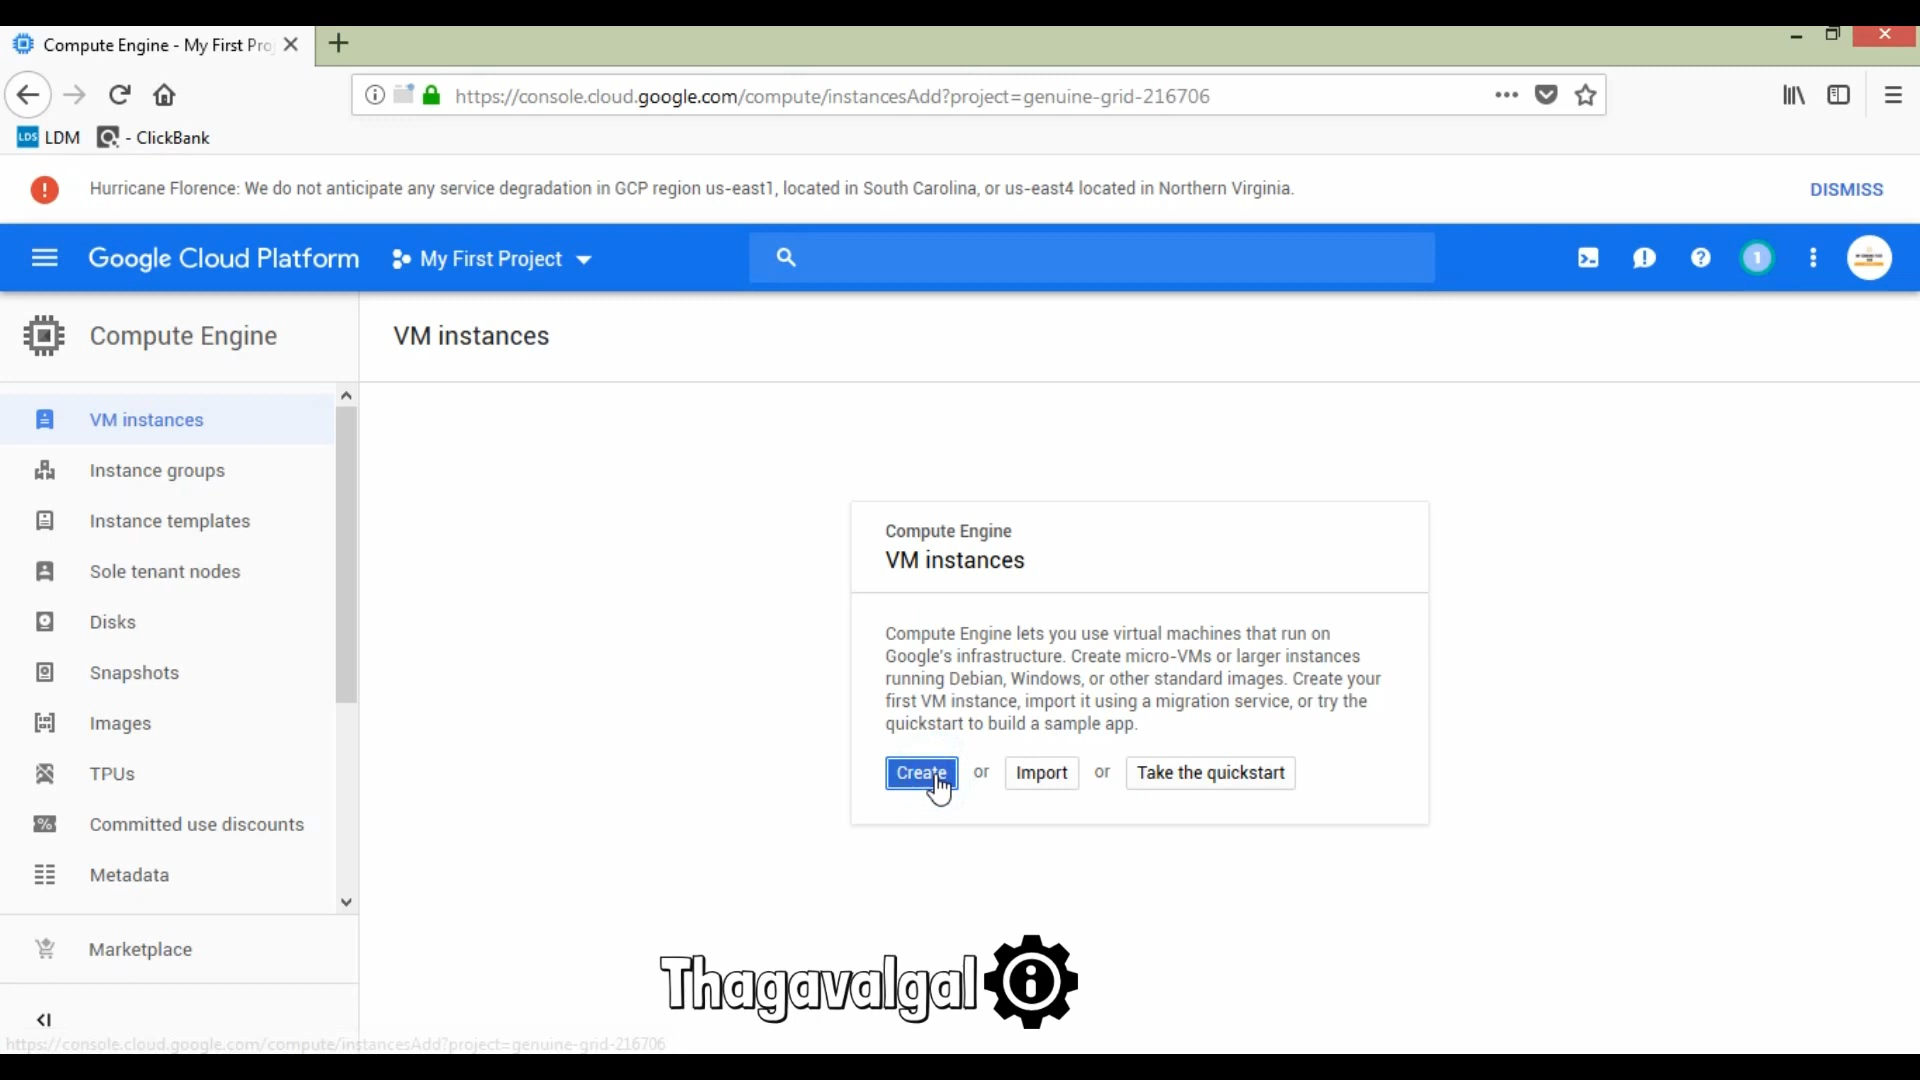 Compute Engine - My First Pro
https://console.cloud.google.com/compute/instancesAdd?project=genuine-grid-216706
LDS LDM - ClickBank
Hurricane Florence: We do not anticipate any service degradation in GCP region us-east1, located in South Carolina, or us-east4 located in Northern Virginia.
DISMISS
Google Cloud Platform
My First Project
1
Compute Engine
VM instances
VM instances
Instance groups
Instance templates
Sole tenant nodes
Disks
Snapshots
Images
TPUs
Committed use discounts
Metadata
Marketplace
Compute Engine
VM instances
Compute Engine lets you use virtual machines that run on
Google's infrastructure. Create micro-VMs or larger instances
running Debian, Windows, or other standard images. Create your
first VM instance, import it using a migration service, or try the
quickstart to build a sample app.
Create or Import or Take the quickstart
Thagavalgal
https://console.cloud.google.com/compute/instancesAdd?project=genuine-grid-216706